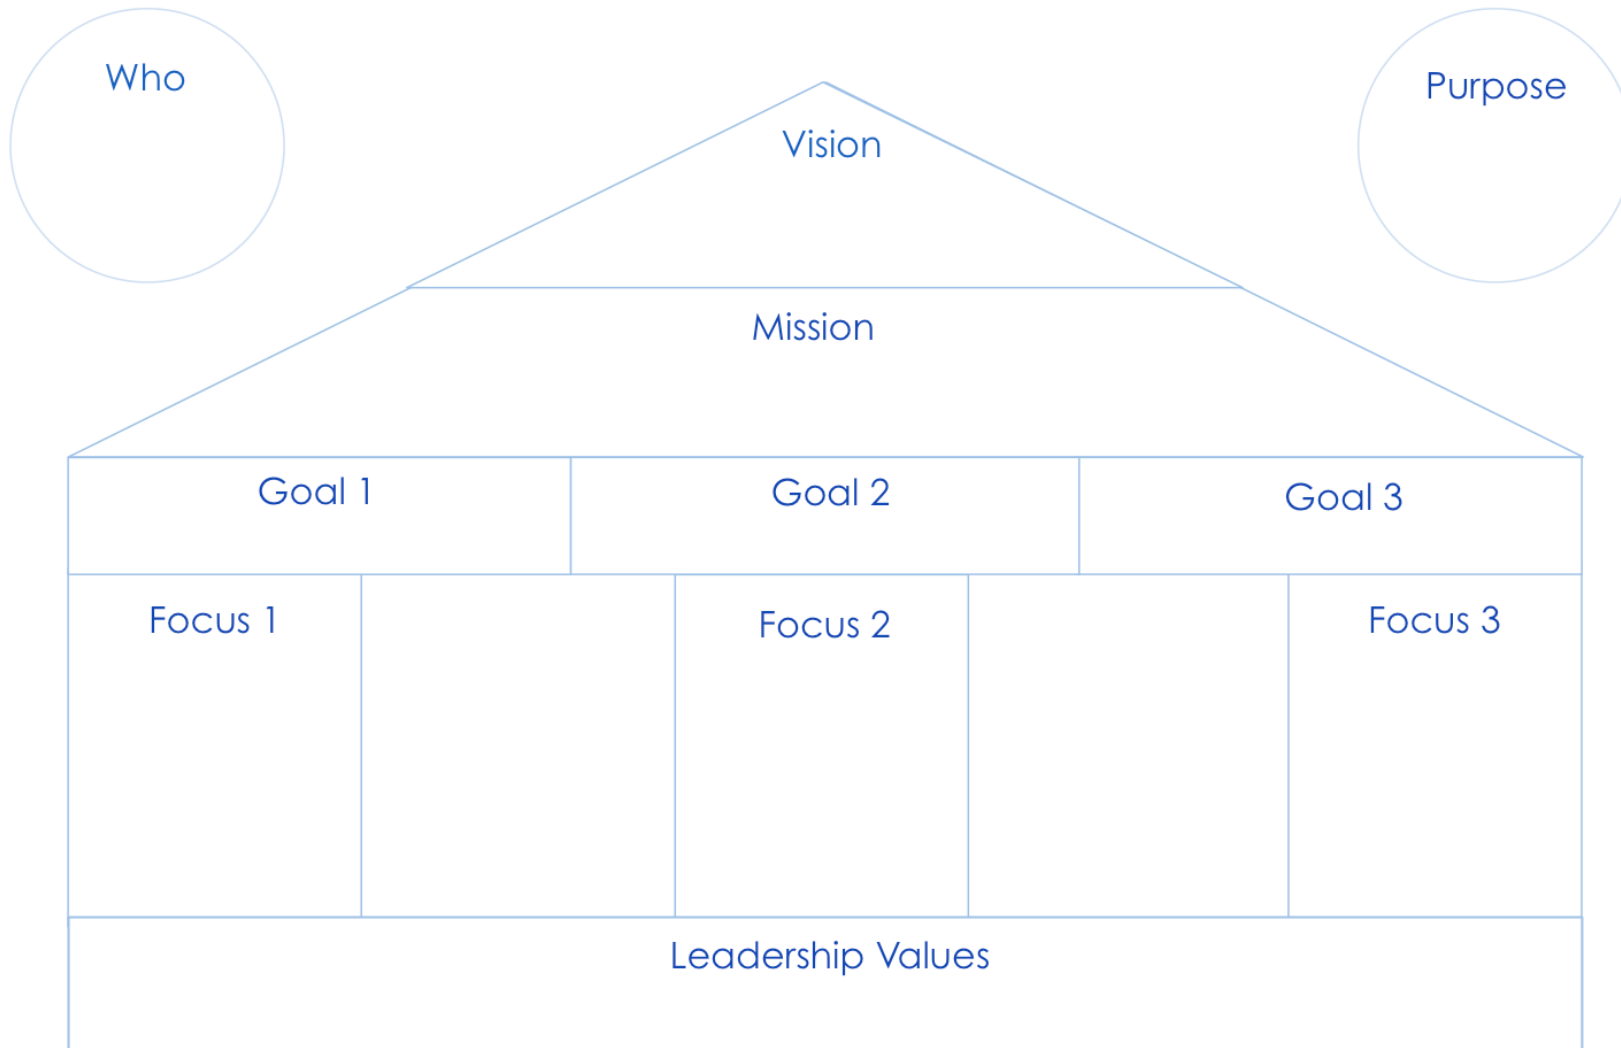 Who
Purpose
Vision
Mission
Goal 1
Goal 2
Goal 3
Focus 1
Focus 2
Focus 3
Leadership Values